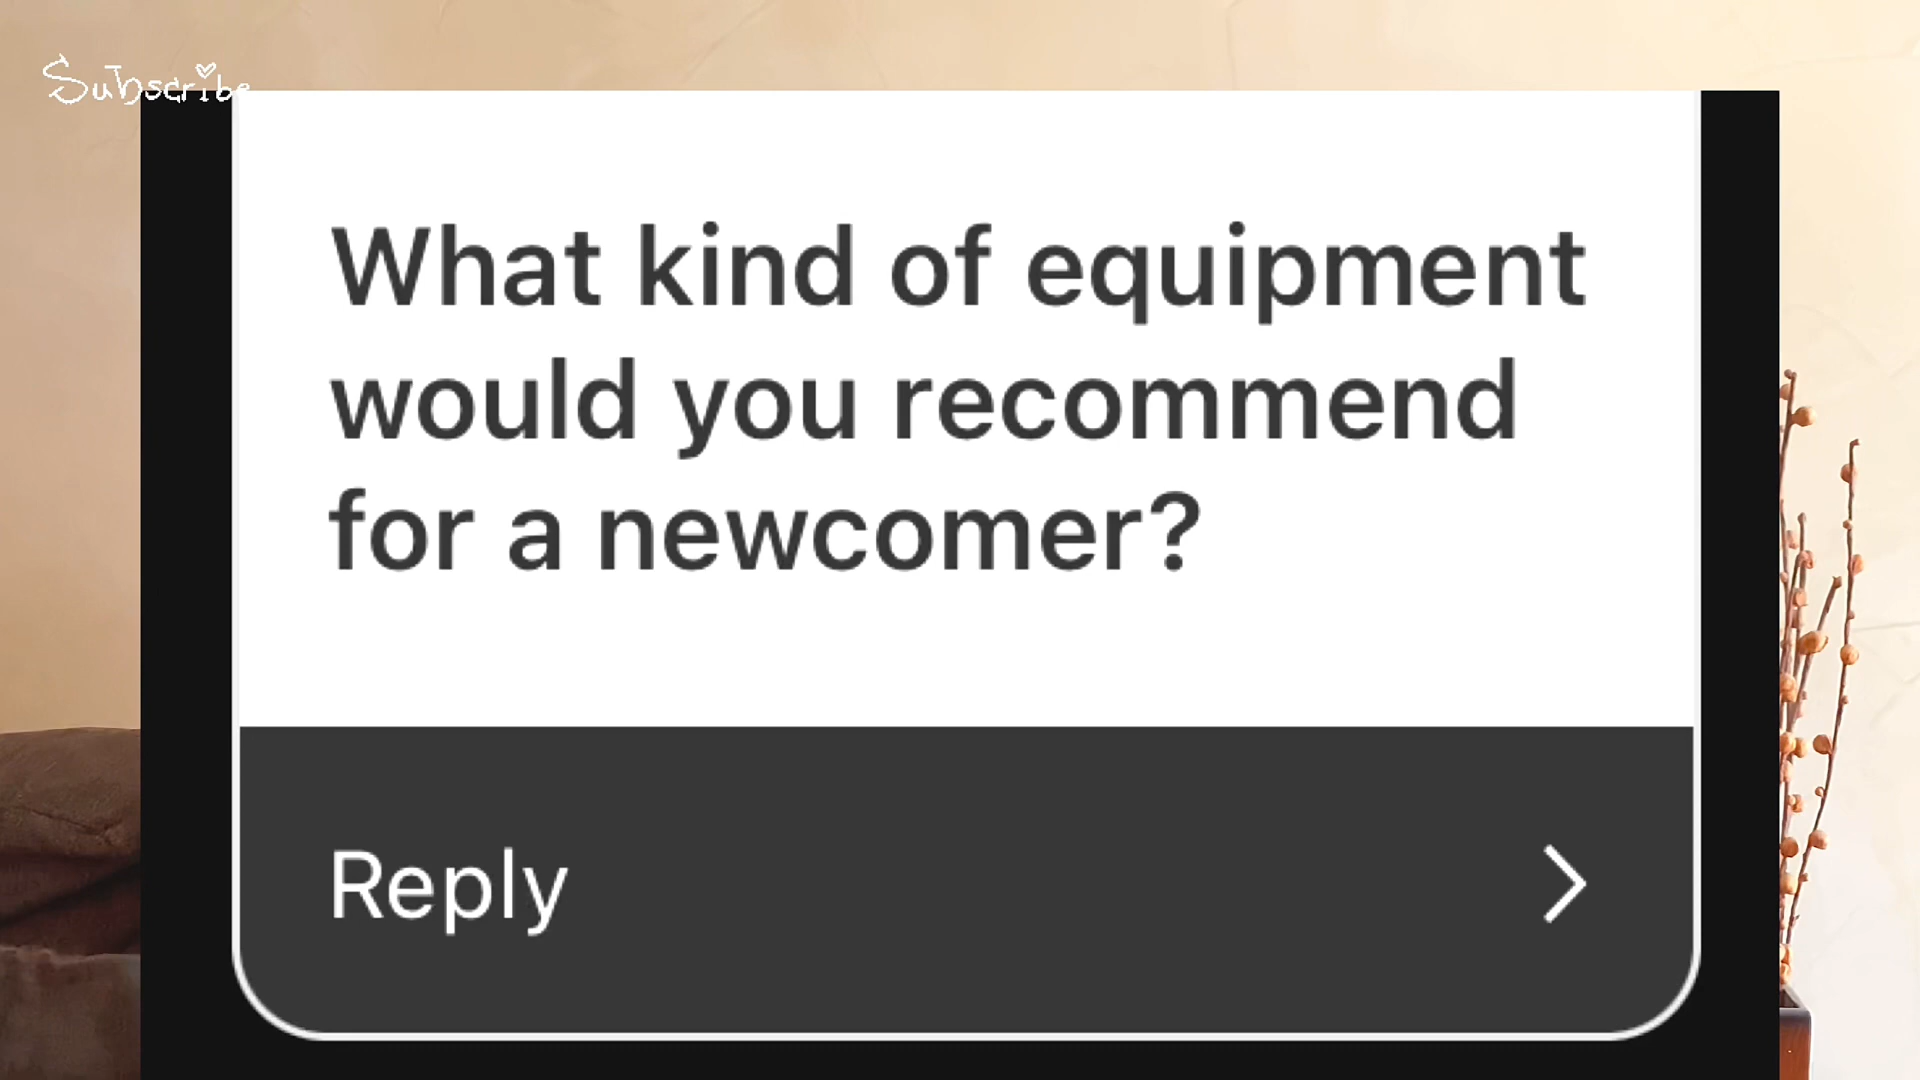 Subscribe
What kind of equipment
would you recommend
for a newcomer?
Reply